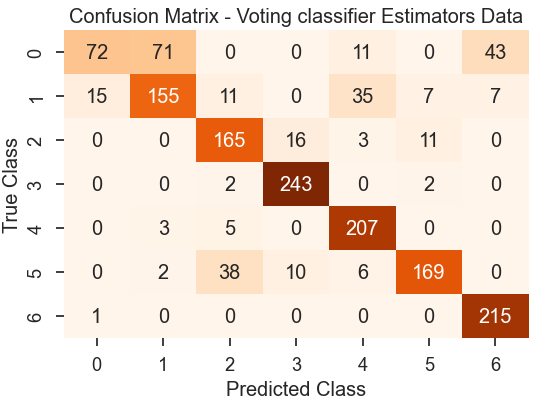 Confusion Matrix - Voting classifier Estimators Data
True Class
0 72 71 0 0 11 0 43
1 15 155 11 0 35 7 7
2 0 0 165 16 3 11 0
3 0 0 2 243 0 2 0
4 0 3 5 0 207 0 0
5 0 2 38 10 6 169 0
6 1 0 0 0 0 0 215
0 1 2 3 4 5 6
Predicted Class